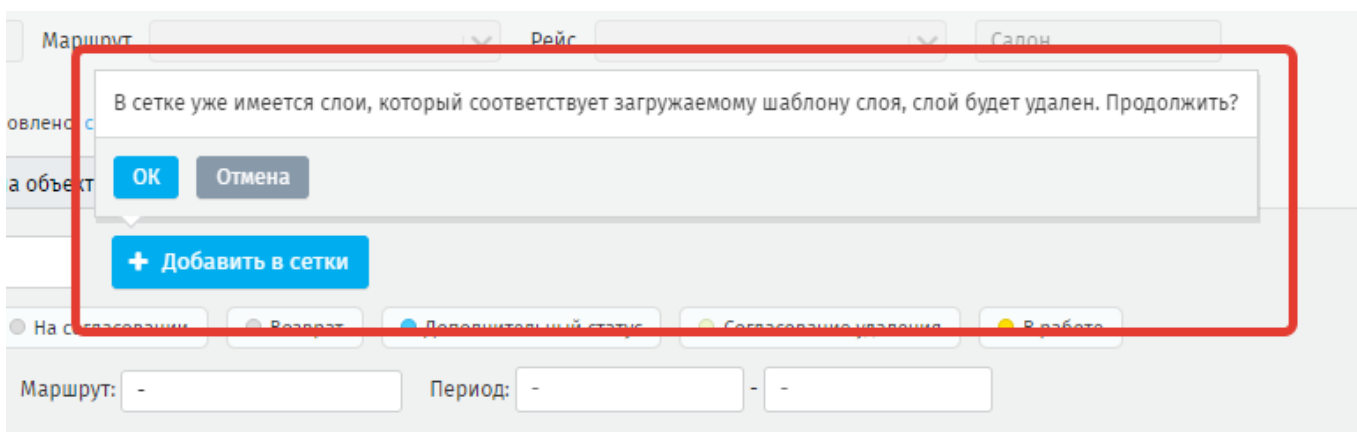 Маршрут Рейс Салон
В сетке уже имеется слои, который соответствует загружаемому шаблону слоя, слой будет удален. Продолжить?
овлено с
а объект ОК Отмена
+ Добавить в сетки
На согласовании Возврат Дополнительный статус Согласование удаления В работе
Маршрут: - Период: - - -